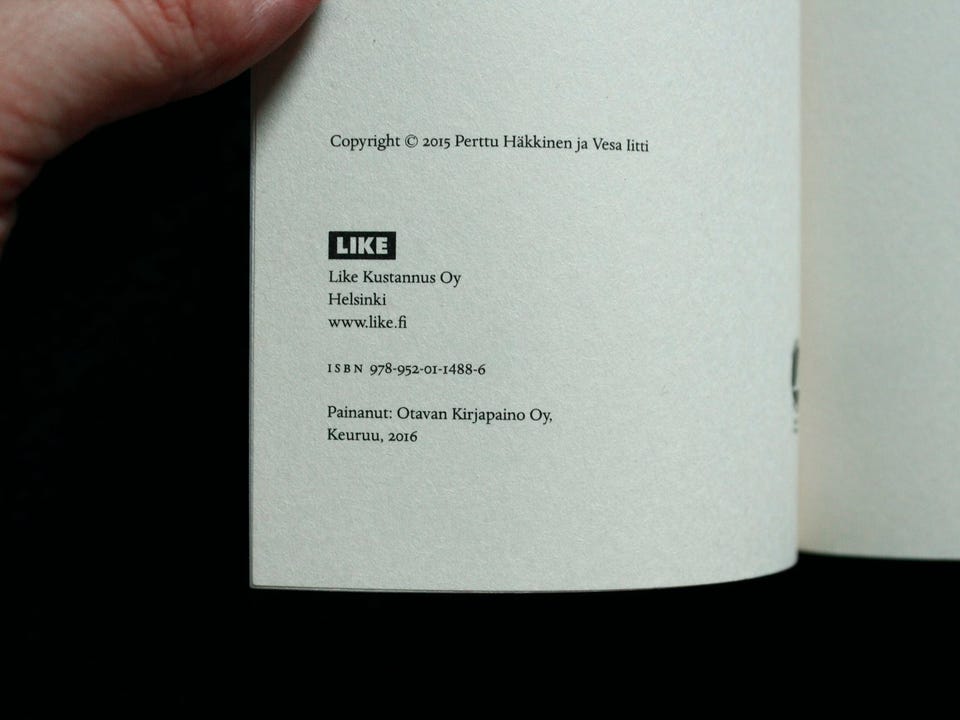 Copyright © 2015 Perttu Häkkinen ja Vesa Iitti
LIKE
Like Kustannus Oy
Helsinki
www.like.fi
ISBN 978-952-01-1488-6
Painanut: Otavan Kirjapaino Oy,
Keuruu, 2016